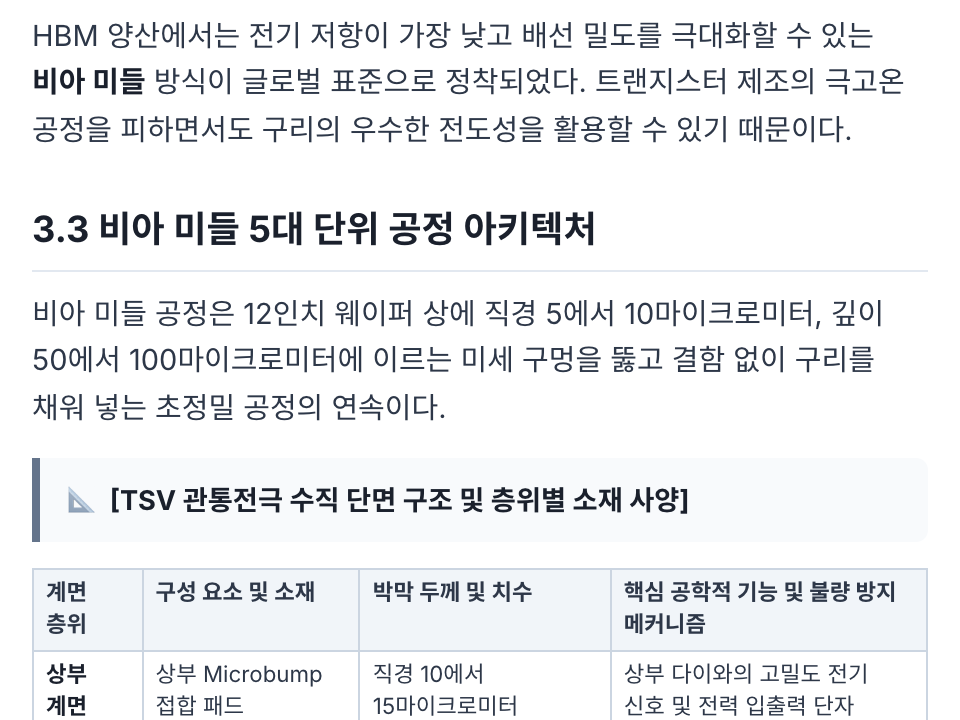 HBM 양산에서는 전기 저항이 가장 낮고 배선 밀도를 극대화할 수 있는
비아 미들 방식이 글로벌 표준으로 정착되었다. 트랜지스터 제조의 극고온
공정을 피하면서도 구리의 우수한 전도성을 활용할 수 있기 때문이다.
3.3 비아 미들 5대 단위 공정 아키텍처
비아 미들 공정은 12인치 웨이퍼 상에 직경 5에서 10마이크로미터, 깊이
50에서 100마이크로미터에 이르는 미세 구멍을 뚫고 결함 없이 구리를
채워 넣는 초정밀 공정의 연속이다.
[TSV 관통전극 수직 단면 구조 및 층위별 소재 사양]
계면
층위
구성 요소 및 소재
박막 두께 및 치수
핵심 공학적 기능 및 불량 방지
메커니즘
상부
계면
상부 Microbump
접합 패드
직경 10에서
15마이크로미터
상부 다이와의 고밀도 전기
신호 및 전력 입출력 단자